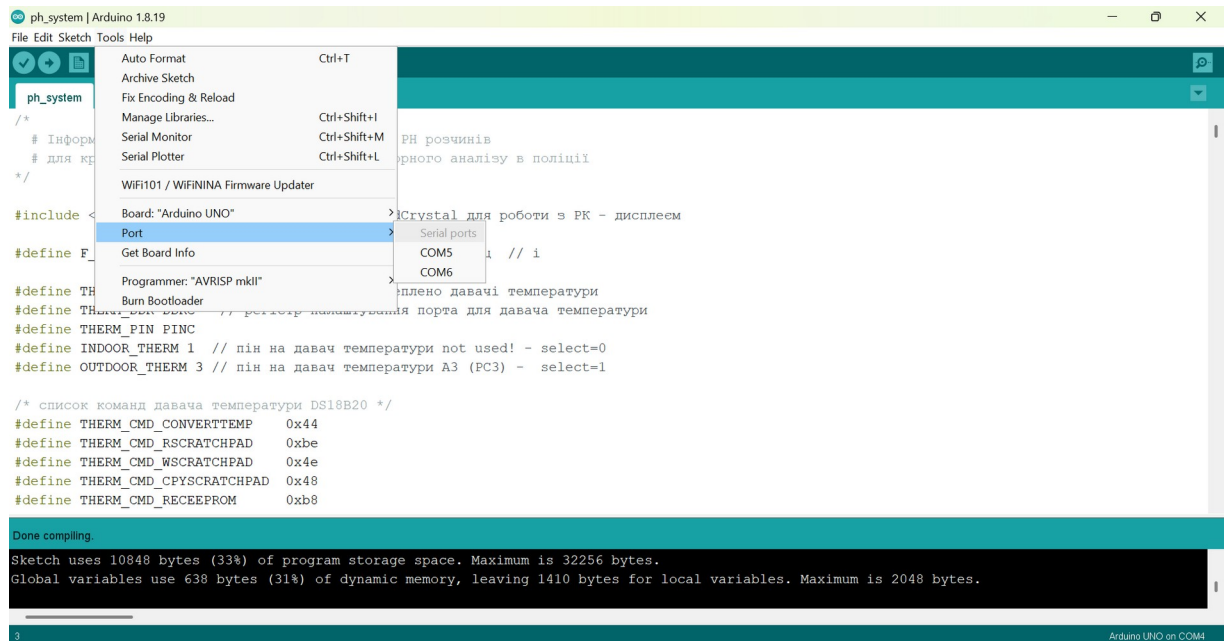 ph_system | Arduino 1.8.19
File Edit Sketch Tools Help
ph_system
Auto Format Ctrl+T
Archive Sketch
Fix Encoding & Reload
Manage Libraries... Ctrl+Shift+I
Serial Monitor Ctrl+Shift+M
Serial Plotter Ctrl+Shift+L
WiFi101 / WiFiNINA Firmware Updater
Board: "Arduino UNO"
Port
Get Board Info
Programmer: "AVRISP mkII"
Burn Bootloader
Serial ports
COM5
COM6
/*
# РН розчинів
# для поліції
*/
#include < для роботи з РК - дисплеєм
#define F_ // і
#define TH давачі температури
#define порта для давача температури
#define THERM_PIN PINC
#define INDOOR_THERM 1 // пін на давач температури not used! - select=0
#define OUTDOOR_THERM 3 // пін на давач температури A3 (PC3) - select=1
/* список команд давача температури DS18B20 */
#define THERM_CMD_CONVERTTEMP 0x44
#define THERM_CMD_RSCRATCHPAD 0xbe
#define THERM_CMD_WSCRATCHPAD 0x4e
#define THERM_CMD_CPYSCRATCHPAD 0x48
#define THERM_CMD_RECEEPROM 0xb8
Done compiling.
Sketch uses 10848 bytes (33%) of program storage space. Maximum is 32256 bytes.
Global variables use 638 bytes (31%) of dynamic memory, leaving 1410 bytes for local variables. Maximum is 2048 bytes.
3
Arduino UNO on COM4